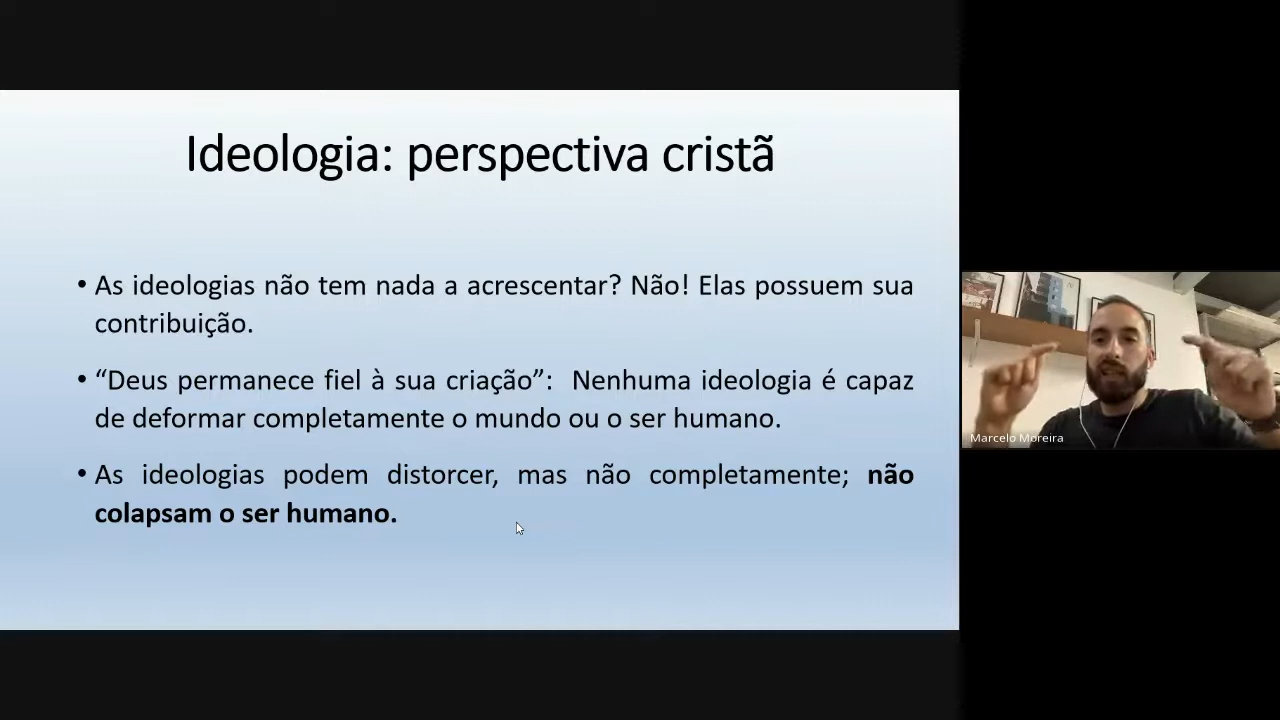 Ideologia: perspectiva cristã
• As ideologias não tem nada a acrescentar? Não! Elas possuem sua
contribuição.
• “Deus permanece fiel à sua criação”: Nenhuma ideologia é capaz
de deformar completamente o mundo ou o ser humano.
• As ideologias podem distorcer, mas não completamente; não
colapsam o ser humano.
Marcelo Moreira